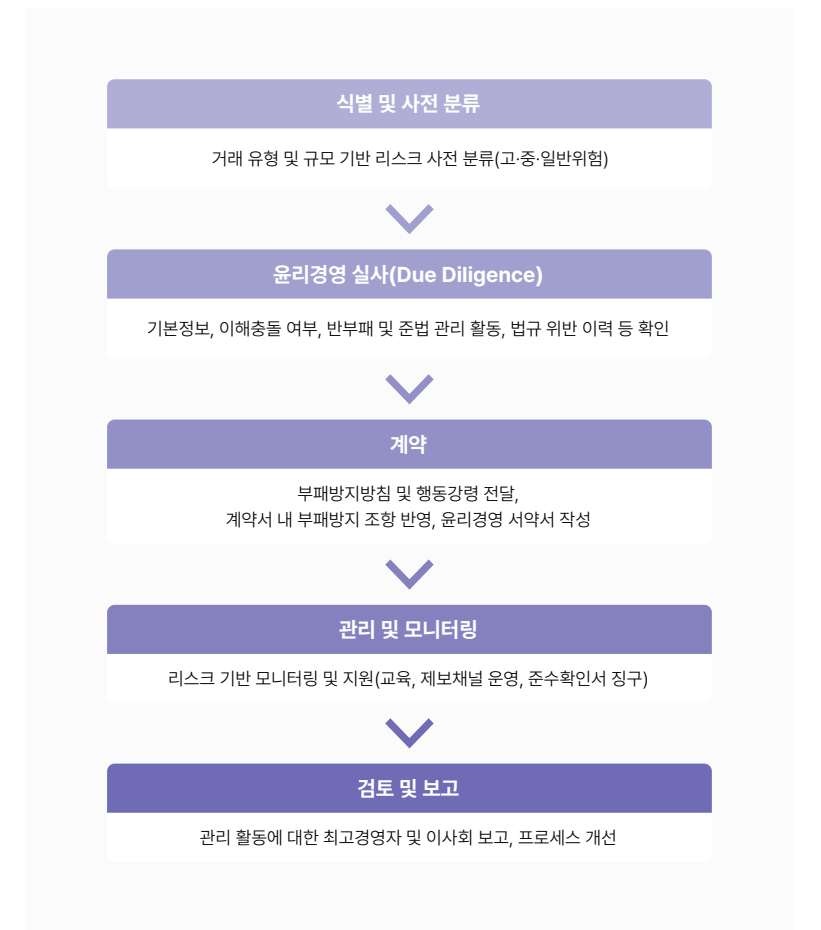 식별 및 사전 분류
거래 유형 및 규모 기반 리스크 사전 분류(고·중·일반위험)
윤리경영 실사(Due Diligence)
기본정보, 이해충돌 여부, 반부패 및 준법 관리 활동, 법규 위반 이력 등 확인
계약
부패방지방침 및 행동강령 전달,
계약서 내 부패방지 조항 반영, 윤리경영 서약서 작성
관리 및 모니터링
리스크 기반 모니터링 및 지원(교육, 제보채널 운영, 준수확인서 징구)
검토 및 보고
관리 활동에 대한 최고경영자 및 이사회 보고, 프로세스 개선